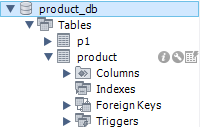 product_db
Tables
p1
product
Columns
Indexes
Foreign Keys
Triggers